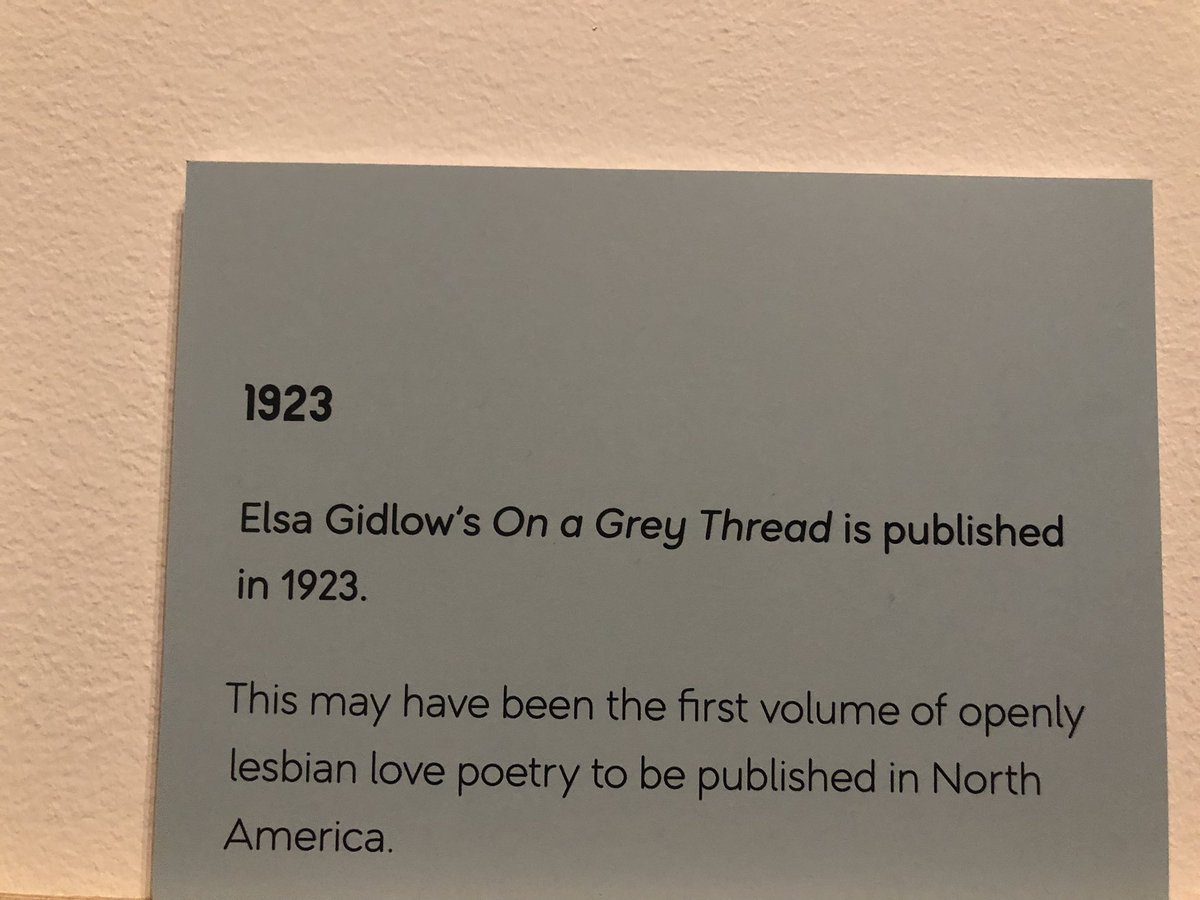 1923
Elsa Gidlow's On a Grey Thread is published
in 1923.
This may have been the first volume of openly
lesbian love poetry to be published in North
America.